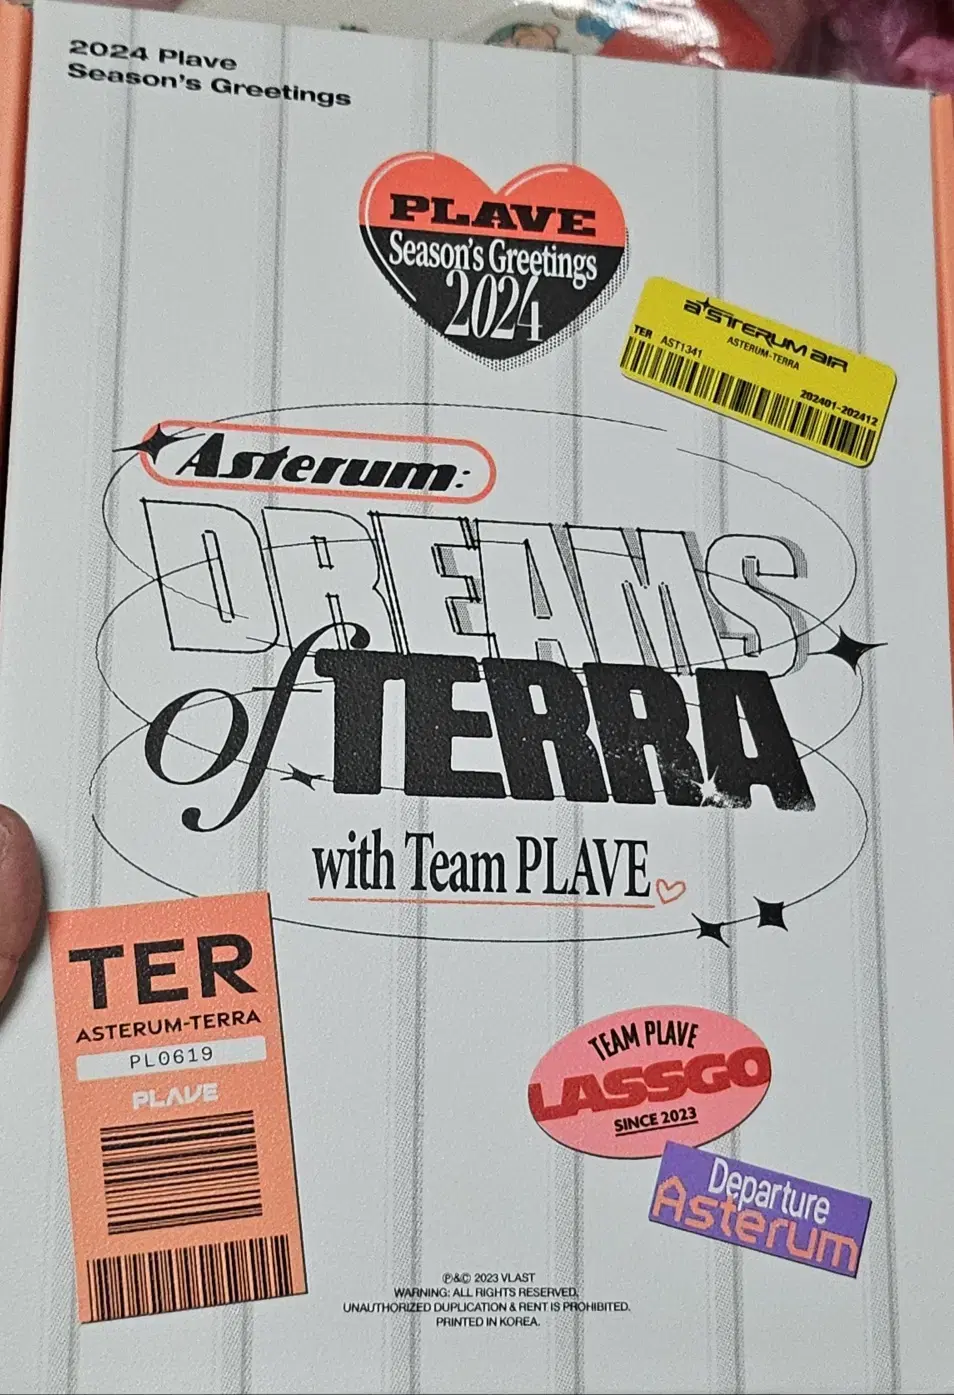 2024 Plave
Season's Greetings
PLAVE
Season's Greetings
2024
asterum air
ASTERUM-TERRA
TER AST1341
202401-202412
Asterum:
DREAMS
of TERRA
with Team PLAVE
TER
ASTERUM-TERRA
PL0619
PLAVE
TEAM PLAVE
LASSGO
SINCE 2023
Departure
Asterum
℗&© 2023 VLAST
WARNING: ALL RIGHTS RESERVED.
UNAUTHORIZED DUPLICATION & RENT IS PROHIBITED.
PRINTED IN KOREA.